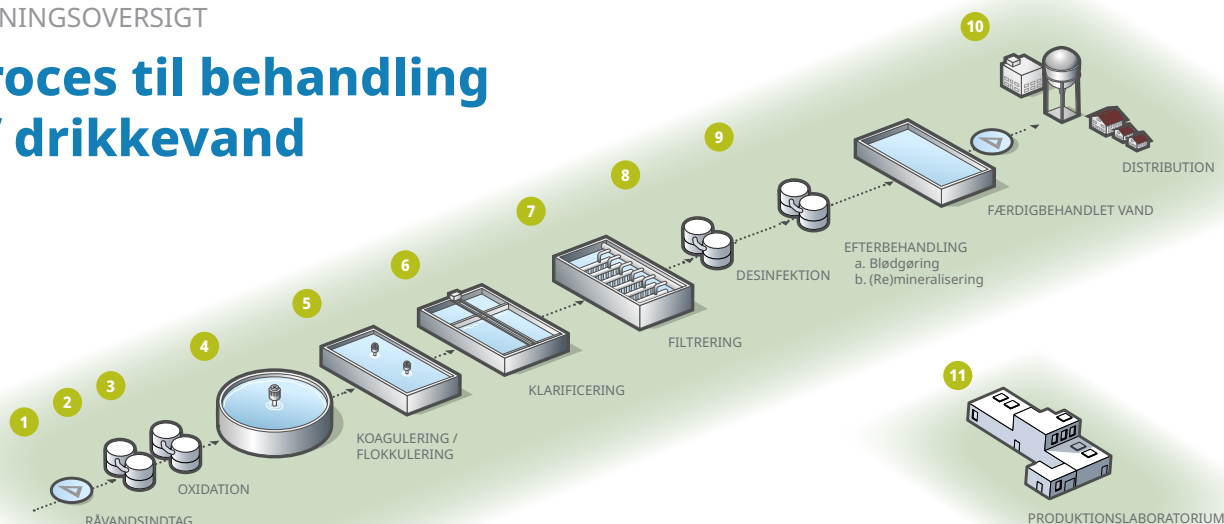 NINGSOVERSIGT
roces til behandling
drikkevand
10
DISTRIBUTION
9
FÆRDIGBEHANDLET VAND
8
EFTERBEHANDLING
a. Blødgøring
b. (Re)mineralisering
7
DESINFEKTION
6
FILTRERING
5
KLARIFICERING
4
KOAGULERING /
FLOKKULERING
3
2
1
OXIDATION
RÅVANDSINDTAG
11
PRODUKTIONSLABORATORIUM